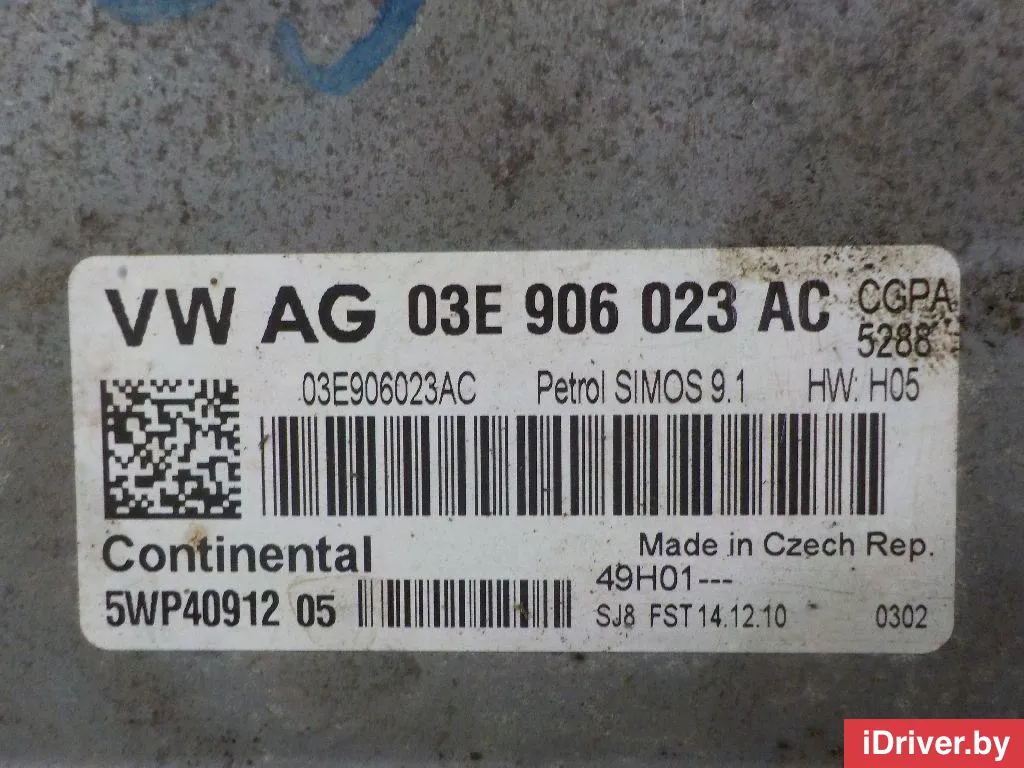 VW AG 03E 906 023 AC CGPA
5288
03E906023AC Petrol SIMOS 9.1 HW: H05
Continental Made in Czech Rep.
49H01---
5WP40912 05 SJ8 FST 14.12.10 0302
iDriver.by